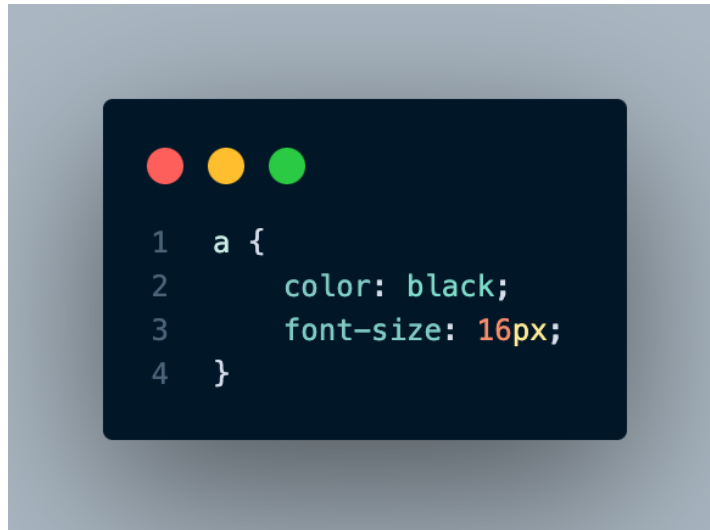 1 a {
2     color: black;
3     font-size: 16px;
4 }